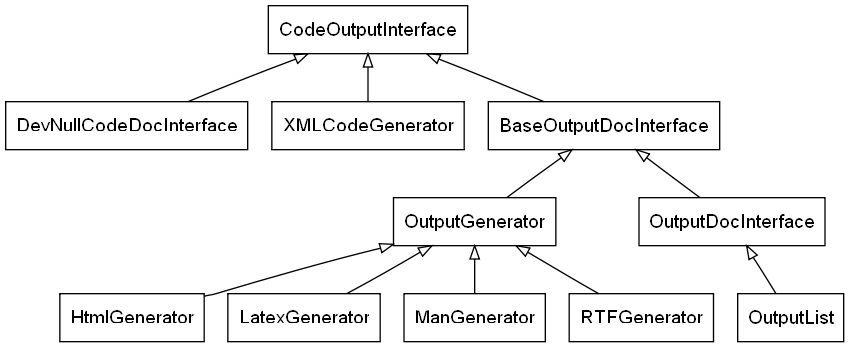 CodeOutputInterface
DevNullCodeDocInterface
XMLCodeGenerator
BaseOutputDocInterface
OutputGenerator
OutputDocInterface
HtmlGenerator
LatexGenerator
ManGenerator
RTFGenerator
OutputList